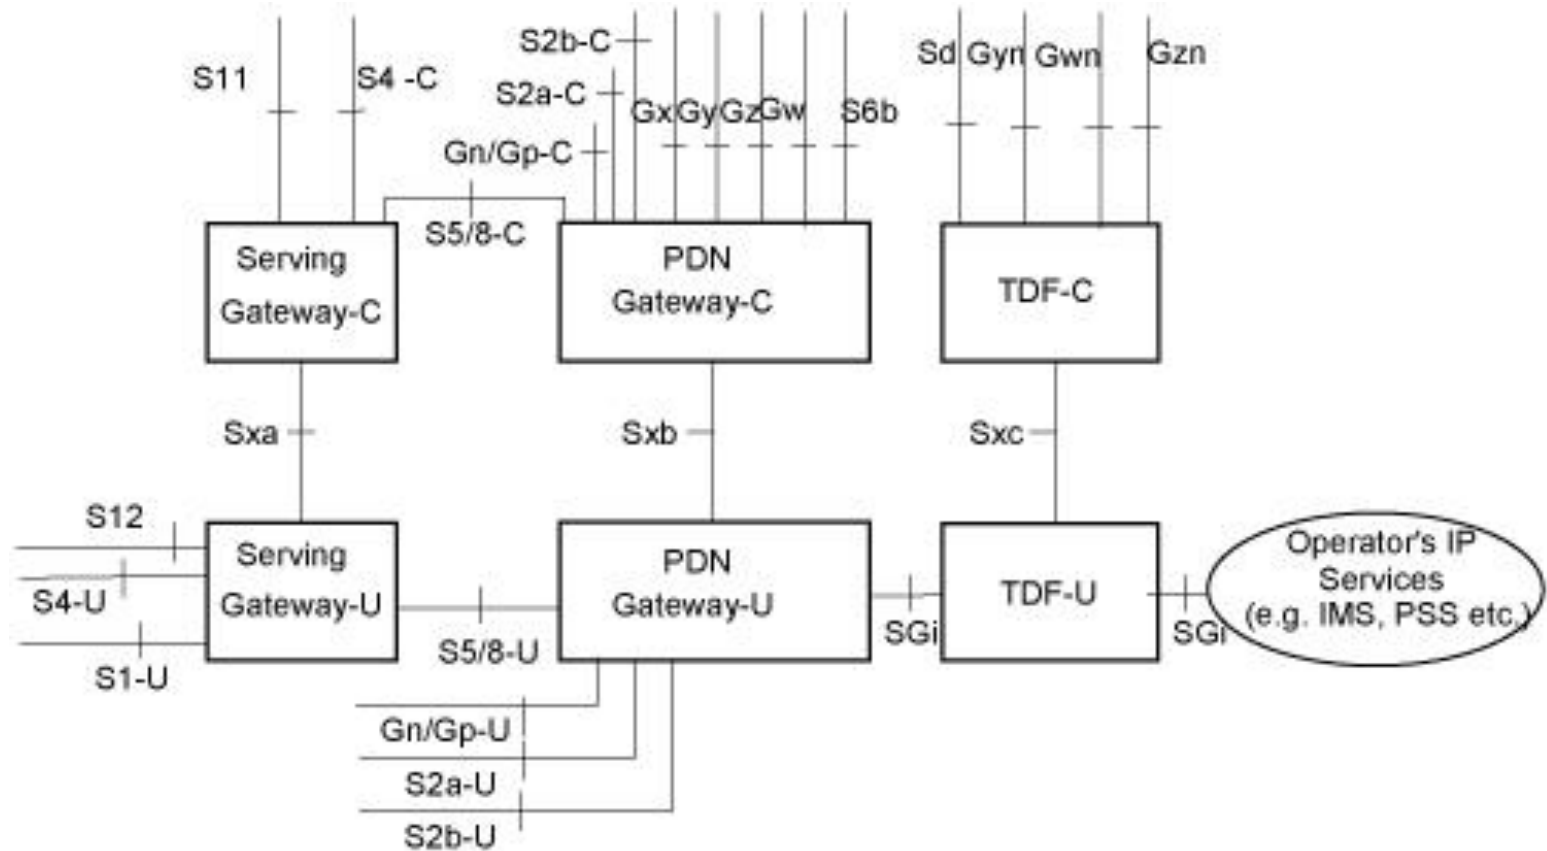 S2b-C
Sd Gyn Gwn Gzn
S11 S4 -C
S2a-C
Gx Gy Gz Gw S6b
Gn/Gp-C
S5/8-C
Serving
Gateway-C
PDN
Gateway-C
TDF-C
Sxa
Sxb
Sxc
S12
S4-U
S1-U
Serving
Gateway-U
S5/8-U
PDN
Gateway-U
SGi
TDF-U
SGi
Operator's IP
Services
(e.g. IMS, PSS etc.)
Gn/Gp-U
S2a-U
S2b-U